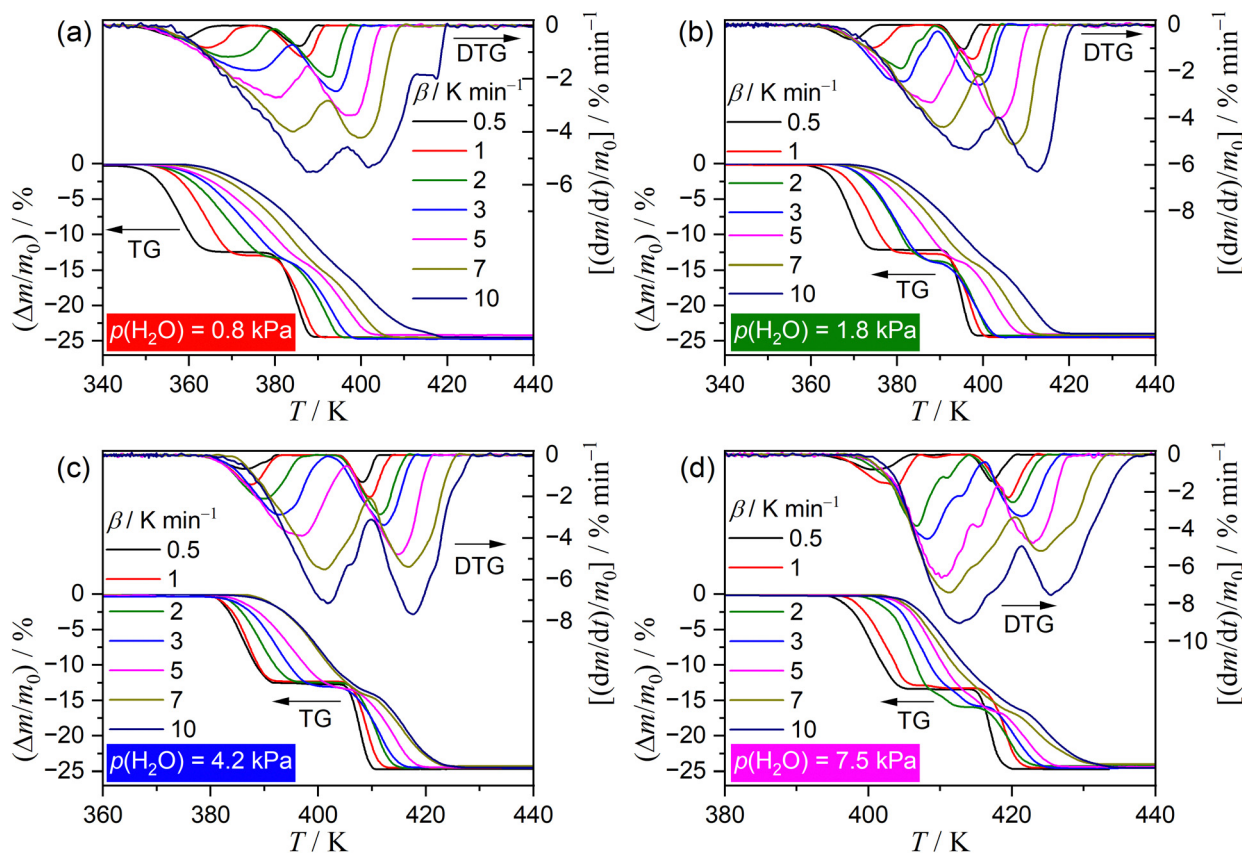 (a)
DTG
β / K min⁻¹
0.5
1
2
3
5
7
10
TG
p(H₂O) = 0.8 kPa
(Δm/m₀) / %
0
−5
−10
−15
−20
−25
[(dm/dt)/m₀] / % min⁻¹
0
−2
−4
−6
340 360 380 400 420 440
T / K
(b)
DTG
β / K min⁻¹
0.5
1
2
3
5
7
10
TG
p(H₂O) = 1.8 kPa
(Δm/m₀) / %
0
−5
−10
−15
−20
−25
[(dm/dt)/m₀] / % min⁻¹
0
−2
−4
−6
−8
340 360 380 400 420 440
T / K
(c)
DTG
β / K min⁻¹
0.5
1
2
3
5
7
10
TG
p(H₂O) = 4.2 kPa
(Δm/m₀) / %
0
−5
−10
−15
−20
−25
[(dm/dt)/m₀] / % min⁻¹
0
−2
−4
−6
−8
360 380 400 420 440
T / K
(d)
DTG
β / K min⁻¹
0.5
1
2
3
5
7
10
TG
p(H₂O) = 7.5 kPa
(Δm/m₀) / %
0
−5
−10
−15
−20
−25
[(dm/dt)/m₀] / % min⁻¹
0
−2
−4
−6
−8
−10
380 400 420 440
T / K